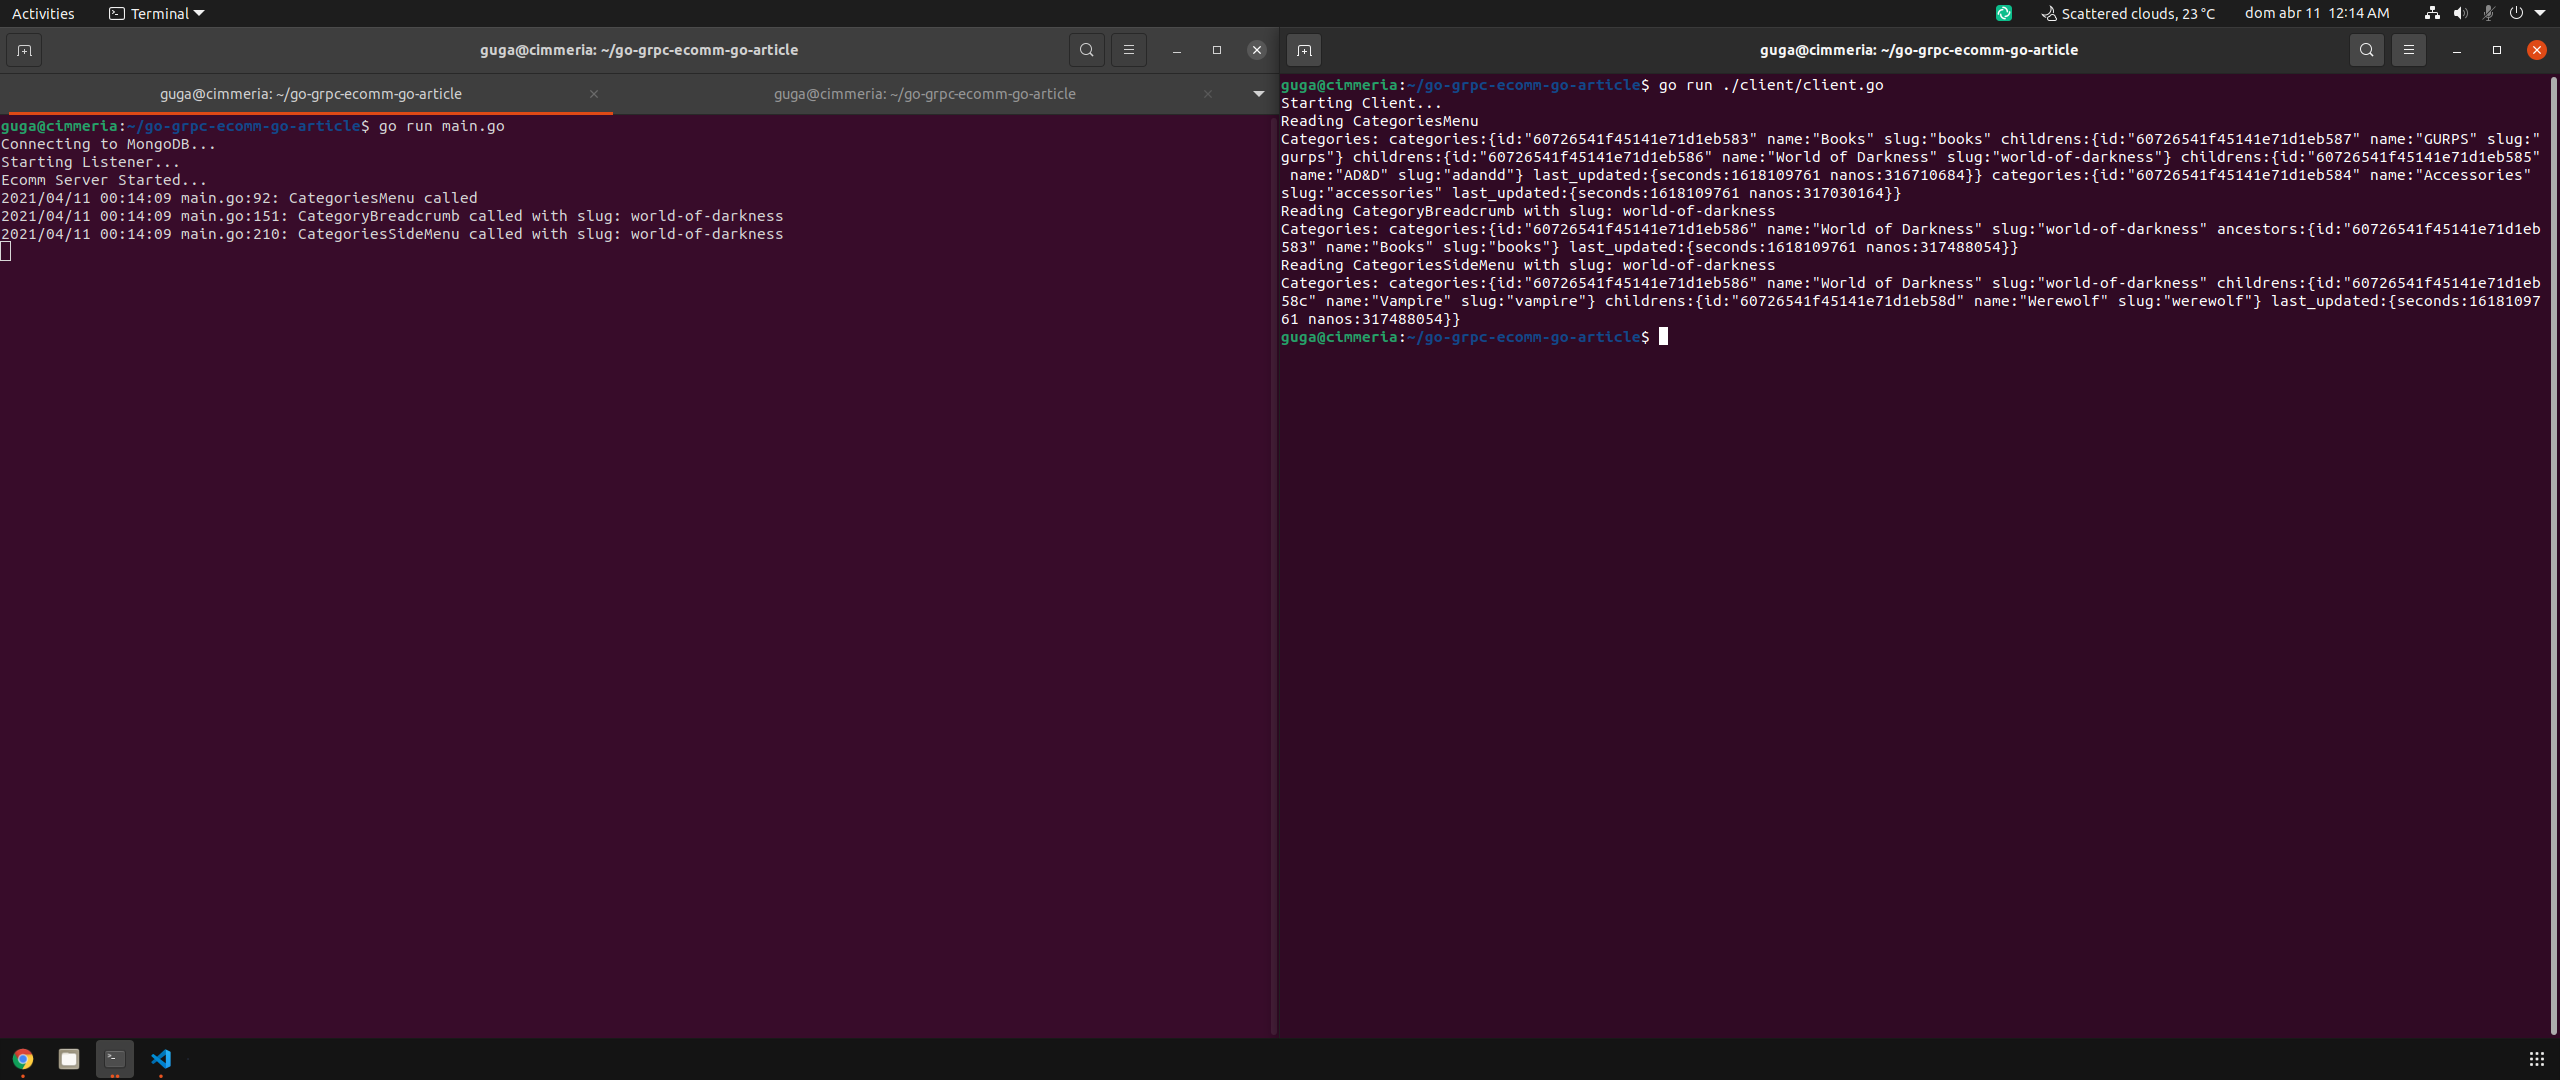 Activities
Terminal
Scattered clouds, 23 °C
dom abr 11 12:14 AM
guga@cimmeria: ~/go-grpc-ecomm-go-article
guga@cimmeria: ~/go-grpc-ecomm-go-article
guga@cimmeria: ~/go-grpc-ecomm-go-article
guga@cimmeria:~/go-grpc-ecomm-go-article$ go run main.go
Connecting to MongoDB...
Starting Listener...
Ecomm Server Started...
2021/04/11 00:14:09 main.go:92: CategoriesMenu called
2021/04/11 00:14:09 main.go:151: CategoryBreadcrumb called with slug: world-of-darkness
2021/04/11 00:14:09 main.go:210: CategoriesSideMenu called with slug: world-of-darkness
guga@cimmeria: ~/go-grpc-ecomm-go-article
guga@cimmeria:~/go-grpc-ecomm-go-article$ go run ./client/client.go
Starting Client...
Reading CategoriesMenu
Categories: categories:{id:"60726541f45141e71d1eb583" name:"Books" slug:"books" childrens:{id:"60726541f45141e71d1eb587" name:"GURPS" slug:"
gurps"} childrens:{id:"60726541f45141e71d1eb586" name:"World of Darkness" slug:"world-of-darkness"} childrens:{id:"60726541f45141e71d1eb585"
 name:"AD&D" slug:"adandd"} last_updated:{seconds:1618109761 nanos:316710684}} categories:{id:"60726541f45141e71d1eb584" name:"Accessories"
slug:"accessories" last_updated:{seconds:1618109761 nanos:317030164}}
Reading CategoryBreadcrumb with slug: world-of-darkness
Categories: categories:{id:"60726541f45141e71d1eb586" name:"World of Darkness" slug:"world-of-darkness" ancestors:{id:"60726541f45141e71d1eb
583" name:"Books" slug:"books"} last_updated:{seconds:1618109761 nanos:317488054}}
Reading CategoriesSideMenu with slug: world-of-darkness
Categories: categories:{id:"60726541f45141e71d1eb586" name:"World of Darkness" slug:"world-of-darkness" childrens:{id:"60726541f45141e71d1eb
58c" name:"Vampire" slug:"vampire"} childrens:{id:"60726541f45141e71d1eb58d" name:"Werewolf" slug:"werewolf"} last_updated:{seconds:16181097
61 nanos:317488054}}
guga@cimmeria:~/go-grpc-ecomm-go-article$